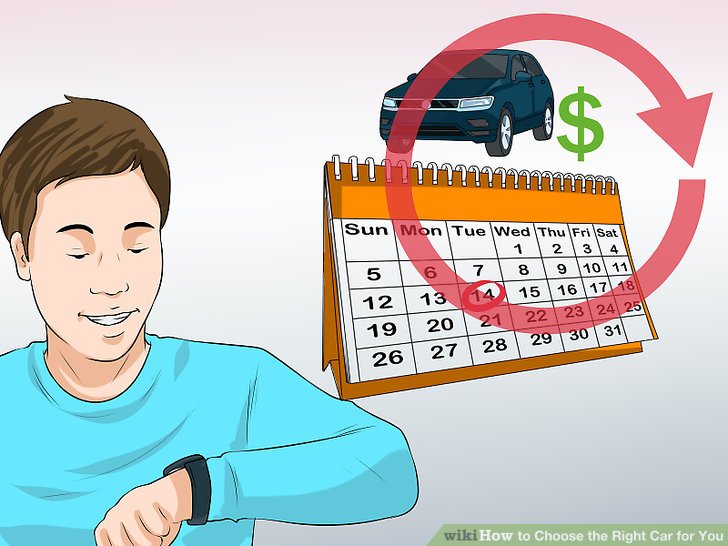 $
Sun Mon Tue Wed Thu Fri Sat
1 2 3 4
5 6 7 8 9 10 11
12 13 14 15 16 17 18
19 20 21 22 23 24 25
26 27 28 29 30 31
wikiHow to Choose the Right Car for You